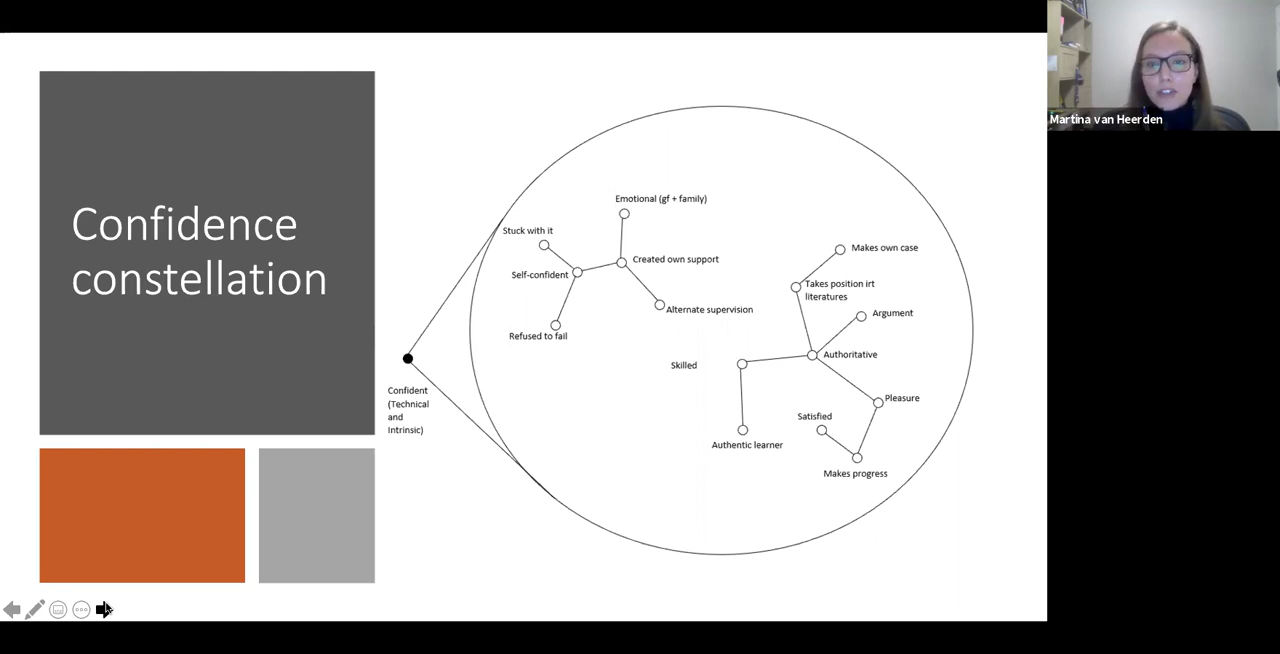 Confidence
constellation
Emotional (gf + family)
Stuck with it
Created own support
Self-confident
Alternate supervision
Refused to fail
Makes own case
Takes position irt
literatures
Argument
Authoritative
Skilled
Pleasure
Satisfied
Authentic learner
Makes progress
Confident
(Technical
and
Intrinsic)
Martina van Heerden